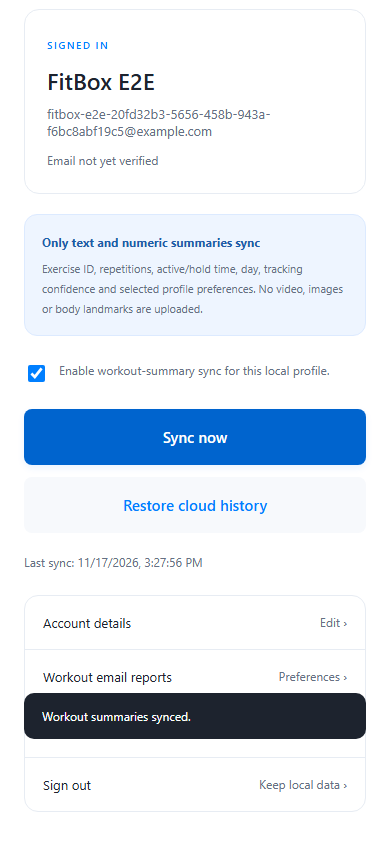 SIGNED IN
FitBox E2E
fitbox-e2e-20fd32b3-5656-458b-943a-
f6bc8abf19c5@example.com
Email not yet verified
Only text and numeric summaries sync
Exercise ID, repetitions, active/hold time, day, tracking
confidence and selected profile preferences. No video, images
or body landmarks are uploaded.
Enable workout-summary sync for this local profile.
Sync now
Restore cloud history
Last sync: 11/17/2026, 3:27:56 PM
Account details Edit ›
Workout email reports Preferences ›
Workout summaries synced.
Sign out Keep local data ›